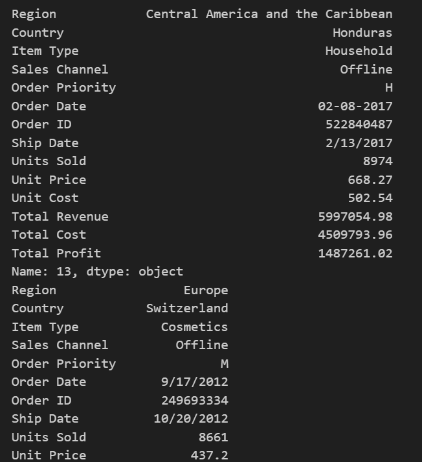 Region Central America and the Caribbean
Country Honduras
Item Type Household
Sales Channel Offline
Order Priority H
Order Date 02-08-2017
Order ID 522840487
Ship Date 2/13/2017
Units Sold 8974
Unit Price 668.27
Unit Cost 502.54
Total Revenue 5997054.98
Total Cost 4509793.96
Total Profit 1487261.02
Name: 13, dtype: object
Region Europe
Country Switzerland
Item Type Cosmetics
Sales Channel Offline
Order Priority M
Order Date 9/17/2012
Order ID 249693334
Ship Date 10/20/2012
Units Sold 8661
Unit Price 437.2